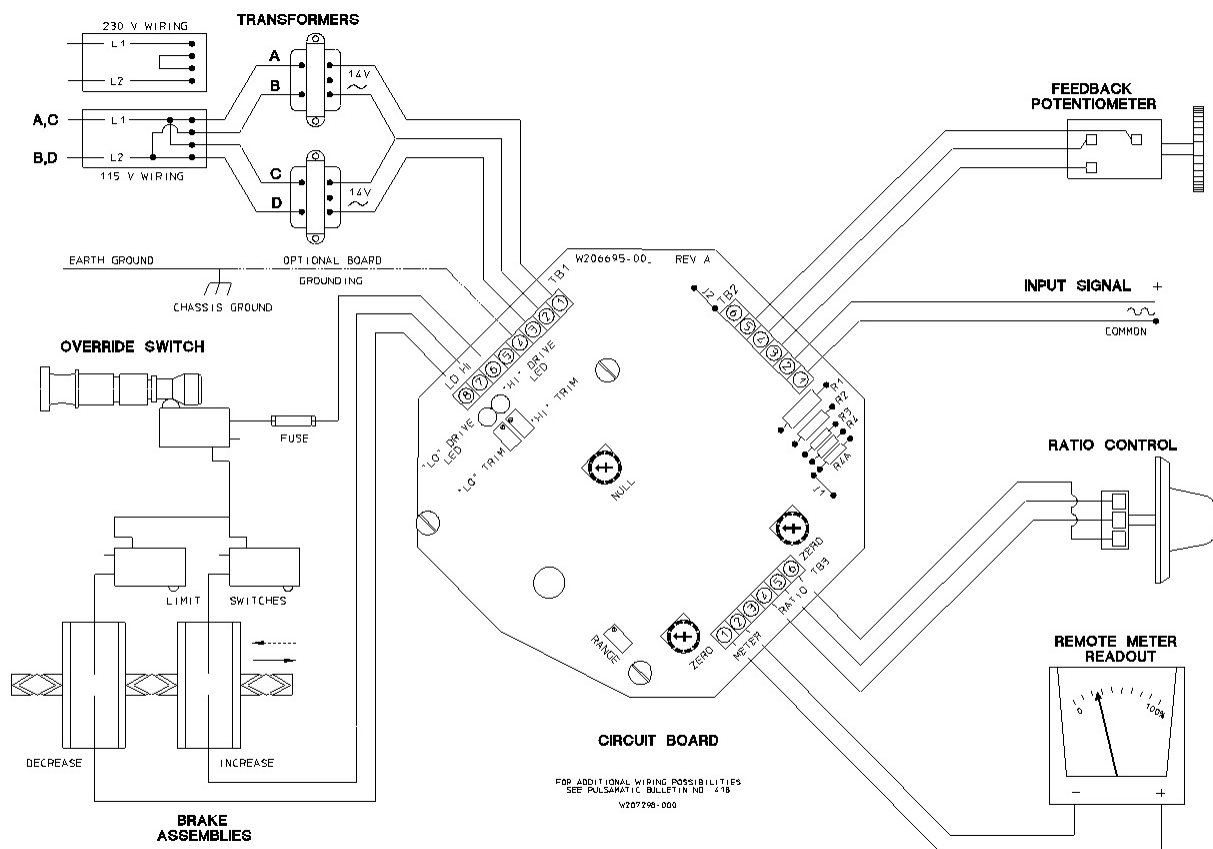 TRANSFORMERS
230 V WIRING
L1
L2
A
B
14V
A,C
L1
B,D
L2
115 V WIRING
C
D
14V
FEEDBACK
POTENTIOMETER
EARTH GROUND
OPTIONAL BOARD
GROUNDING
CHASSIS GROUND
W206695-00_ REV A
TB1
1
2
3
4
5
6
7
8
LO HI
J2
TB2
6
5
4
3
2
1
INPUT SIGNAL +
COMMON
OVERRIDE SWITCH
FUSE
"HI" DRIVE
LED
"HI" TRIM
"LO" DRIVE
LED
"LO" TRIM
R1
R2
R3
R4
R4A
J1
NULL
RATIO CONTROL
ZERO
TB3
1
2
3
4
5
6
RATIO
METER
ZERO
RANGE
LIMIT SWITCHES
REMOTE METER
READOUT
0
100%
- +
DECREASE
INCREASE
CIRCUIT BOARD
FOR ADDITIONAL WIRING POSSIBILITIES
SEE PULSAMATIC BULLETIN NO 476
W207298-000
BRAKE
ASSEMBLIES